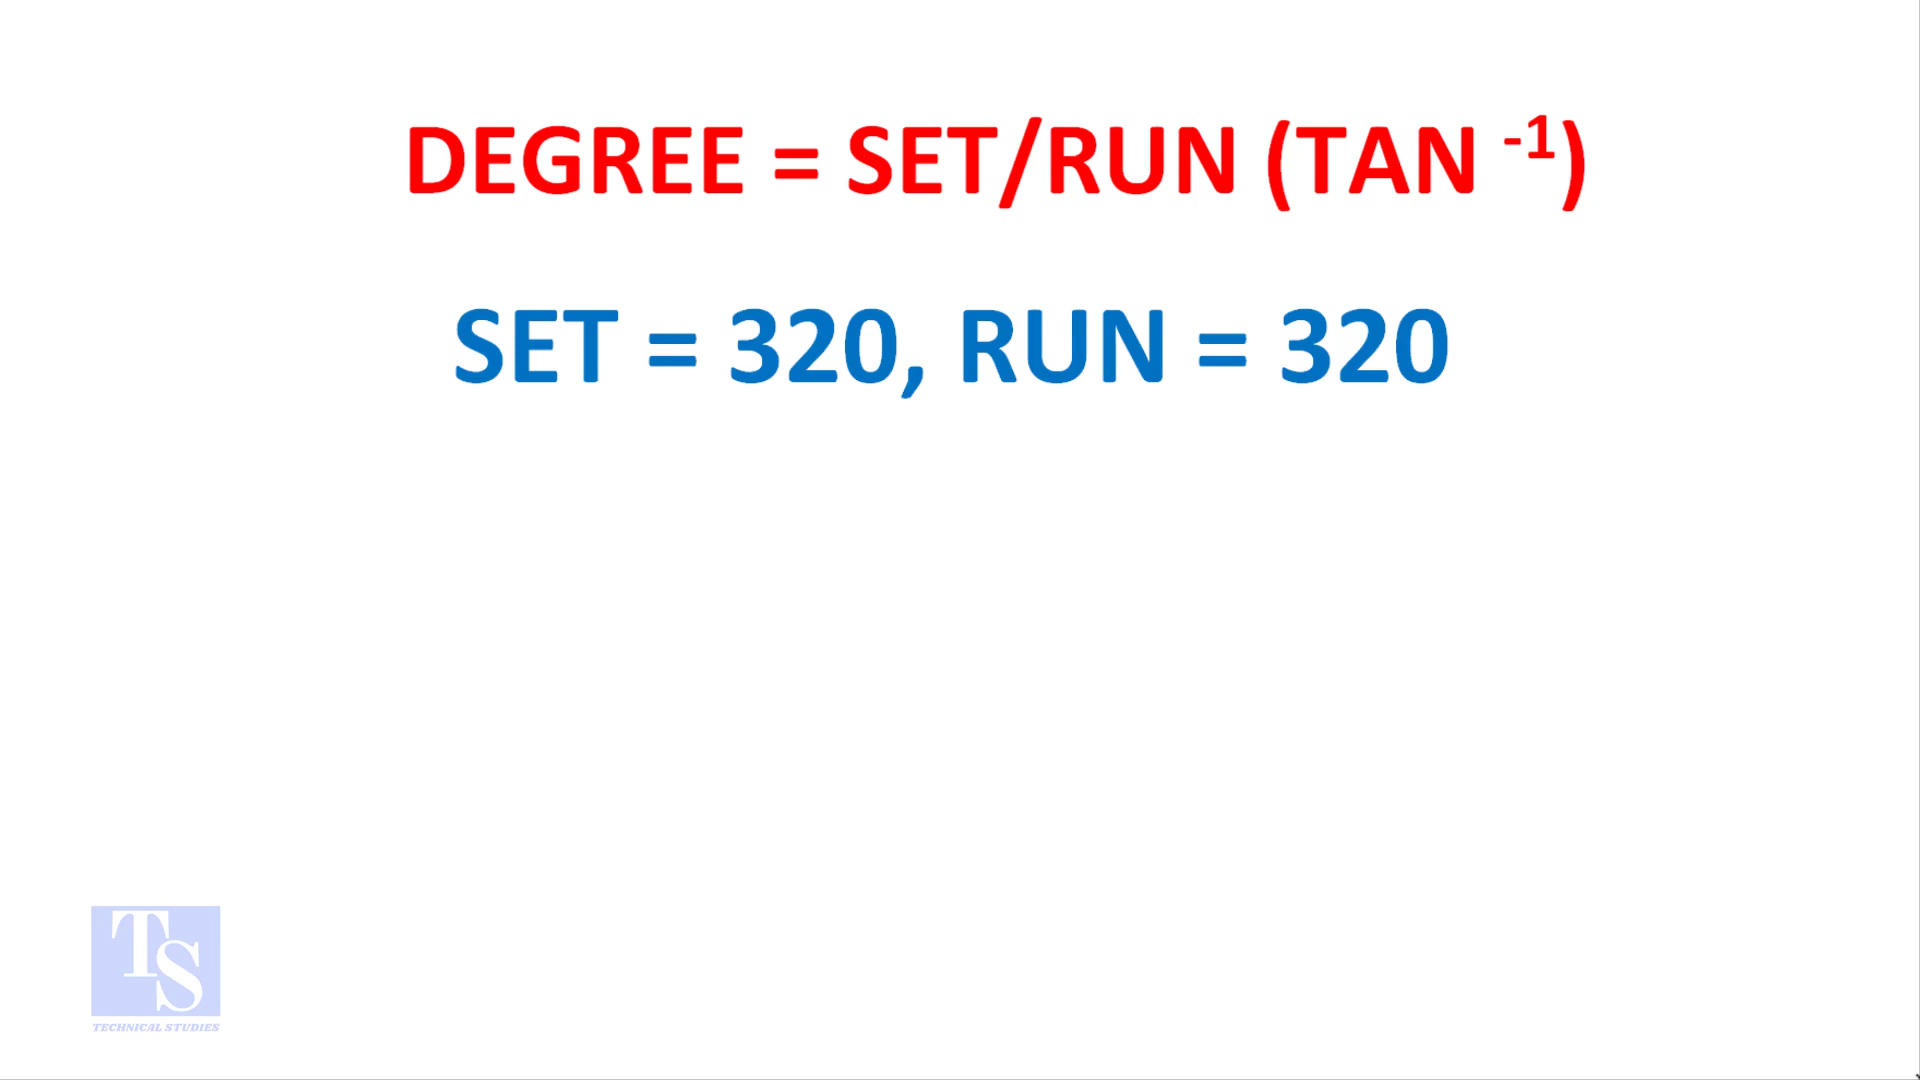 DEGREE = SET/RUN (TAN -1)
SET = 320, RUN = 320
TS
TECHNICAL STUDIES